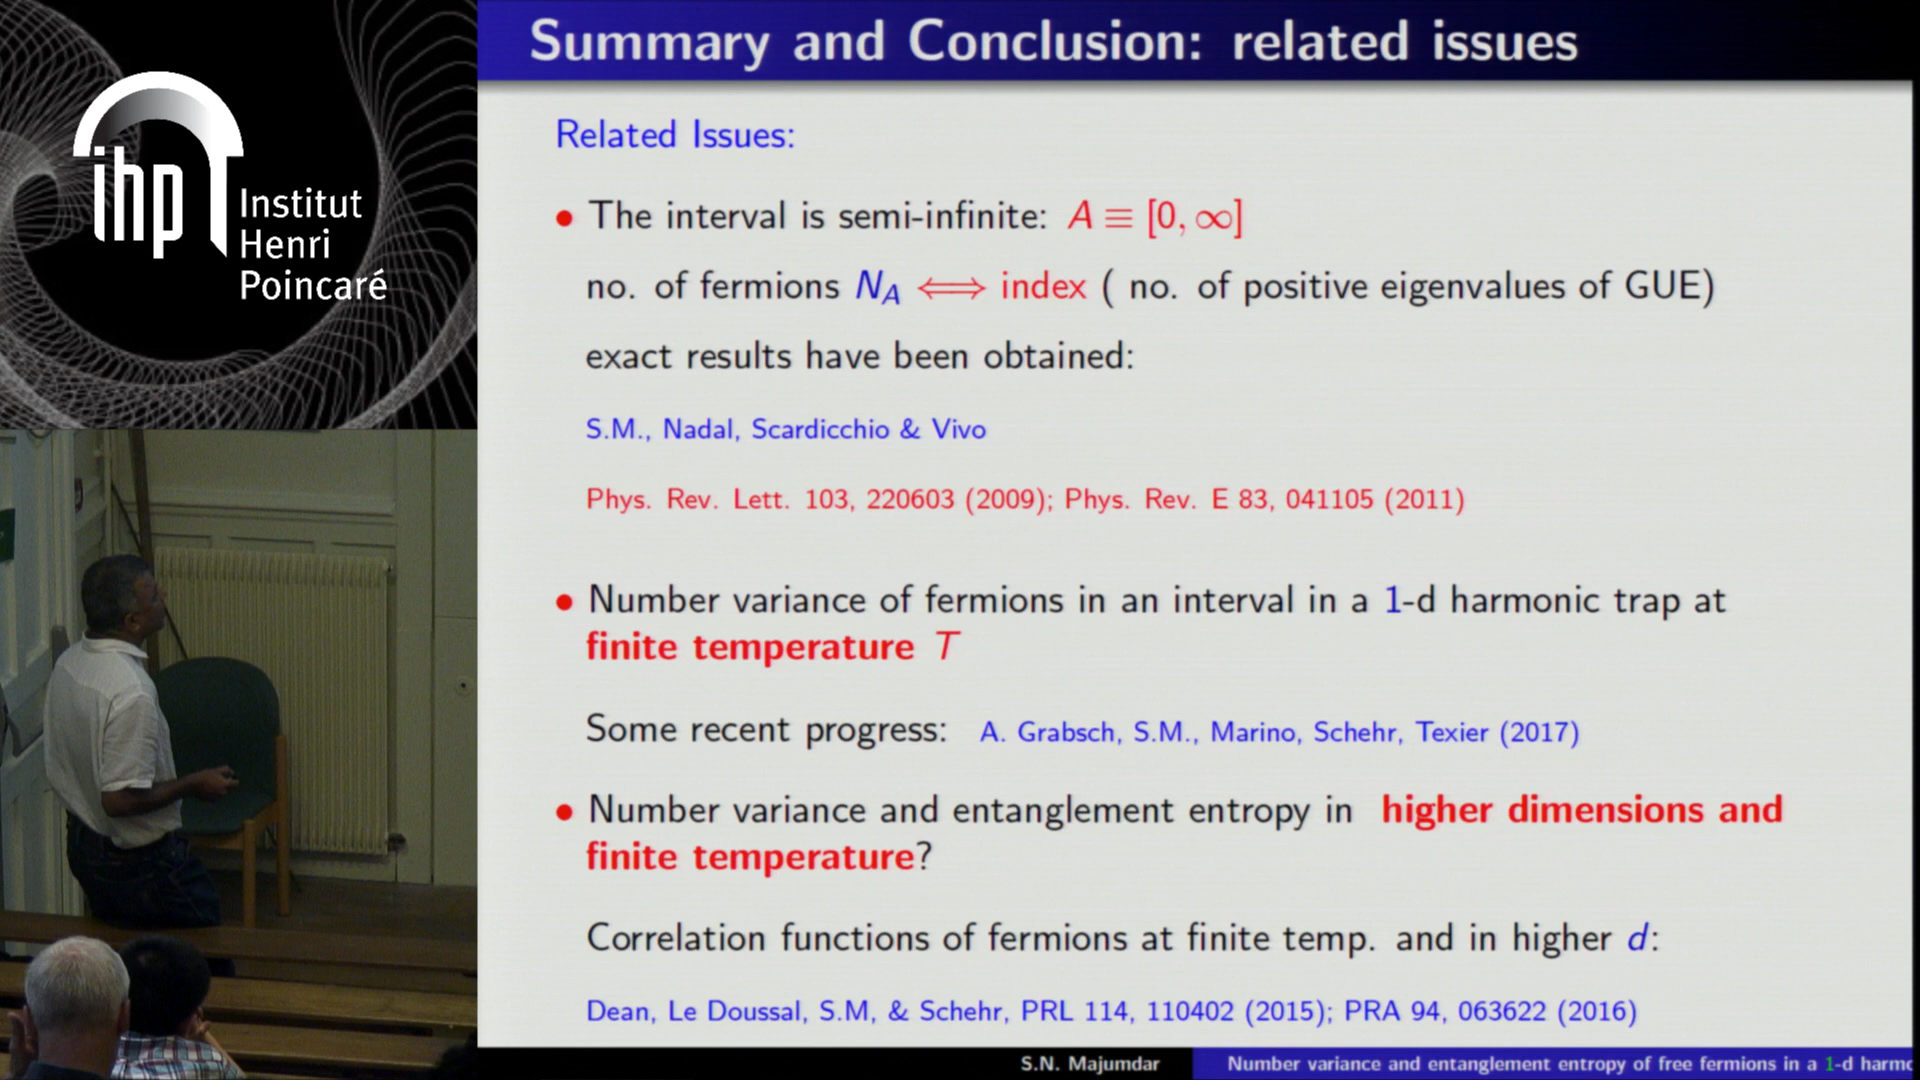 ihp
Institut
Henri
Poincaré
Summary and Conclusion: related issues
Related Issues:
• The interval is semi-infinite: A ≡ [0, ∞]
no. of fermions N_A ⟺ index ( no. of positive eigenvalues of GUE)
exact results have been obtained:
S.M., Nadal, Scardicchio & Vivo
Phys. Rev. Lett. 103, 220603 (2009); Phys. Rev. E 83, 041105 (2011)
• Number variance of fermions in an interval in a 1-d harmonic trap at
finite temperature T
Some recent progress: A. Grabsch, S.M., Marino, Schehr, Texier (2017)
• Number variance and entanglement entropy in higher dimensions and
finite temperature?
Correlation functions of fermions at finite temp. and in higher d:
Dean, Le Doussal, S.M, & Schehr, PRL 114, 110402 (2015); PRA 94, 063622 (2016)
S.N. Majumdar
Number variance and entanglement entropy of free fermions in a 1-d harmo